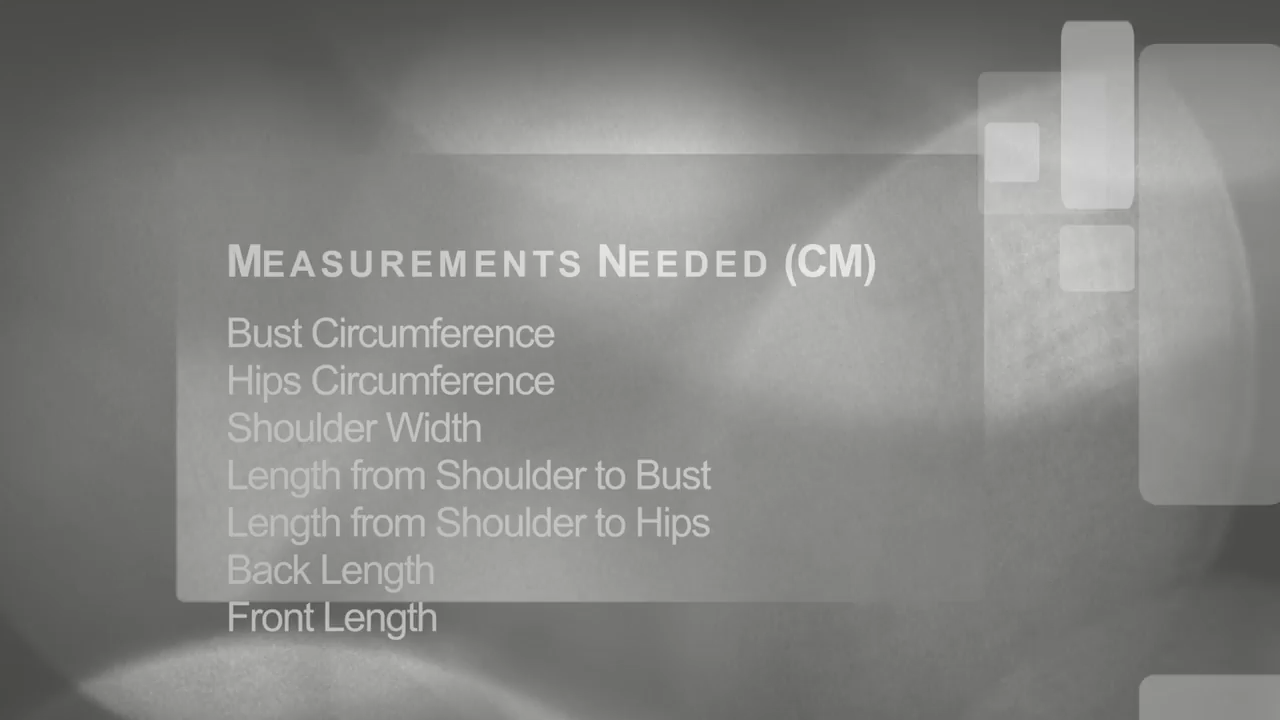 Measurements Needed (CM)
Bust Circumference
Hips Circumference
Shoulder Width
Length from Shoulder to Bust
Length from Shoulder to Hips
Back Length
Front Length